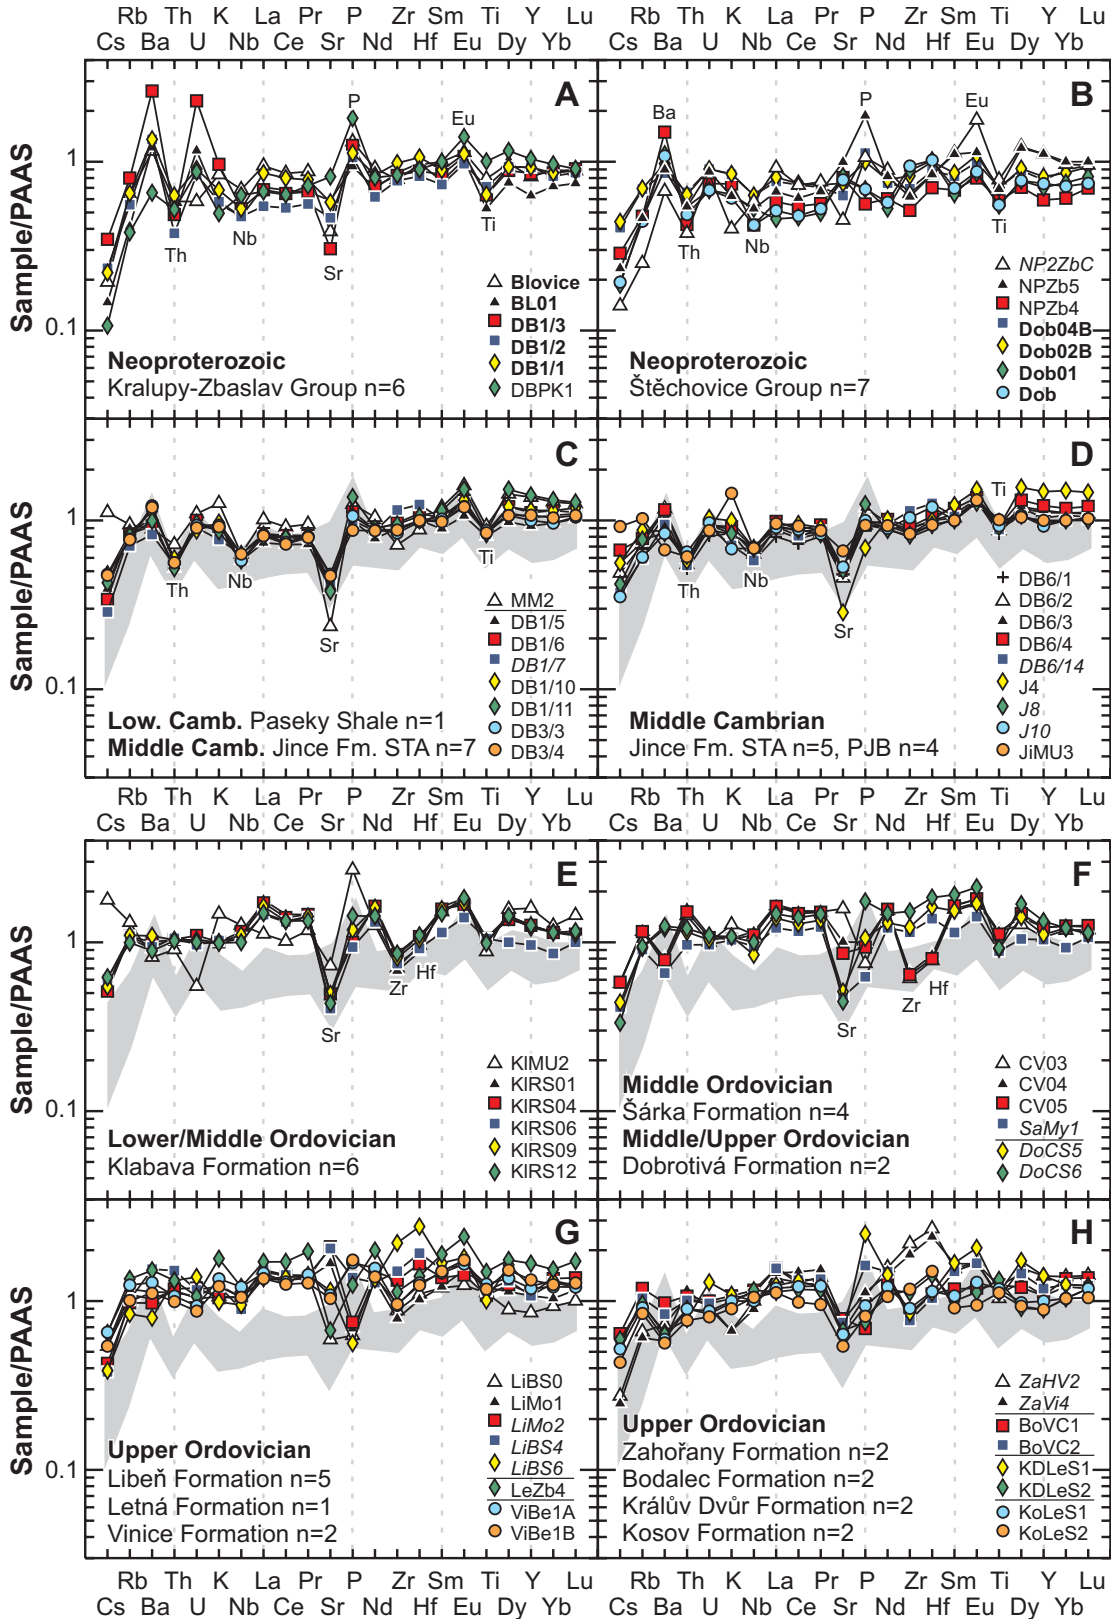 Rb Th K La Pr P Zr Sm Ti Y Lu
Cs Ba U Nb Ce Sr Nd Hf Eu Dy Yb
Rb Th K La Pr P Zr Sm Ti Y Lu
Cs Ba U Nb Ce Sr Nd Hf Eu Dy Yb
Sample/PAAS
1
0.1
A
P
Eu
Th
Nb
Sr
Ti
Blovice
BL01
DB1/3
DB1/2
DB1/1
DBPK1
Neoproterozoic
Kralupy-Zbaslav Group n=6
B
Ba
P
Eu
Th
Nb
Ti
NP2ZbC
NPZb5
NPZb4
Dob04B
Dob02B
Dob01
Dob
Neoproterozoic
Štěchovice Group n=7
Sample/PAAS
1
0.1
C
Th
Nb
Sr
Ti
MM2
DB1/5
DB1/6
DB1/7
DB1/10
DB1/11
DB3/3
DB3/4
Low. Camb. Paseky Shale n=1
Middle Camb. Jince Fm. STA n=7
D
Ti
Th
Nb
Sr
DB6/1
DB6/2
DB6/3
DB6/4
DB6/14
J4
J8
J10
JiMU3
Middle Cambrian
Jince Fm. STA n=5, PJB n=4
Rb Th K La Pr P Zr Sm Ti Y Lu
Cs Ba U Nb Ce Sr Nd Hf Eu Dy Yb
Rb Th K La Pr P Zr Sm Ti Y Lu
Cs Ba U Nb Ce Sr Nd Hf Eu Dy Yb
Sample/PAAS
1
0.1
E
Sr
Zr
Hf
KIMU2
KIRS01
KIRS04
KIRS06
KIRS09
KIRS12
Lower/Middle Ordovician
Klabava Formation n=6
F
Sr
Zr
Hf
CV03
CV04
CV05
SaMy1
DoCS5
DoCS6
Middle Ordovician
Šárka Formation n=4
Middle/Upper Ordovician
Dobrotivá Formation n=2
Sample/PAAS
1
0.1
G
LiBS0
LiMo1
LiMo2
LiBS4
LiBS6
LeZb4
ViBe1A
ViBe1B
Upper Ordovician
Libeň Formation n=5
Letná Formation n=1
Vinice Formation n=2
H
ZaHV2
ZaVi4
BoVC1
BoVC2
KDLeS1
KDLeS2
KoLeS1
KoLeS2
Upper Ordovician
Zahořany Formation n=2
Bodalec Formation n=2
Králův Dvůr Formation n=2
Kosov Formation n=2
Rb Th K La Pr P Zr Sm Ti Y Lu
Cs Ba U Nb Ce Sr Nd Hf Eu Dy Yb
Rb Th K La Pr P Zr Sm Ti Y Lu
Cs Ba U Nb Ce Sr Nd Hf Eu Dy Yb